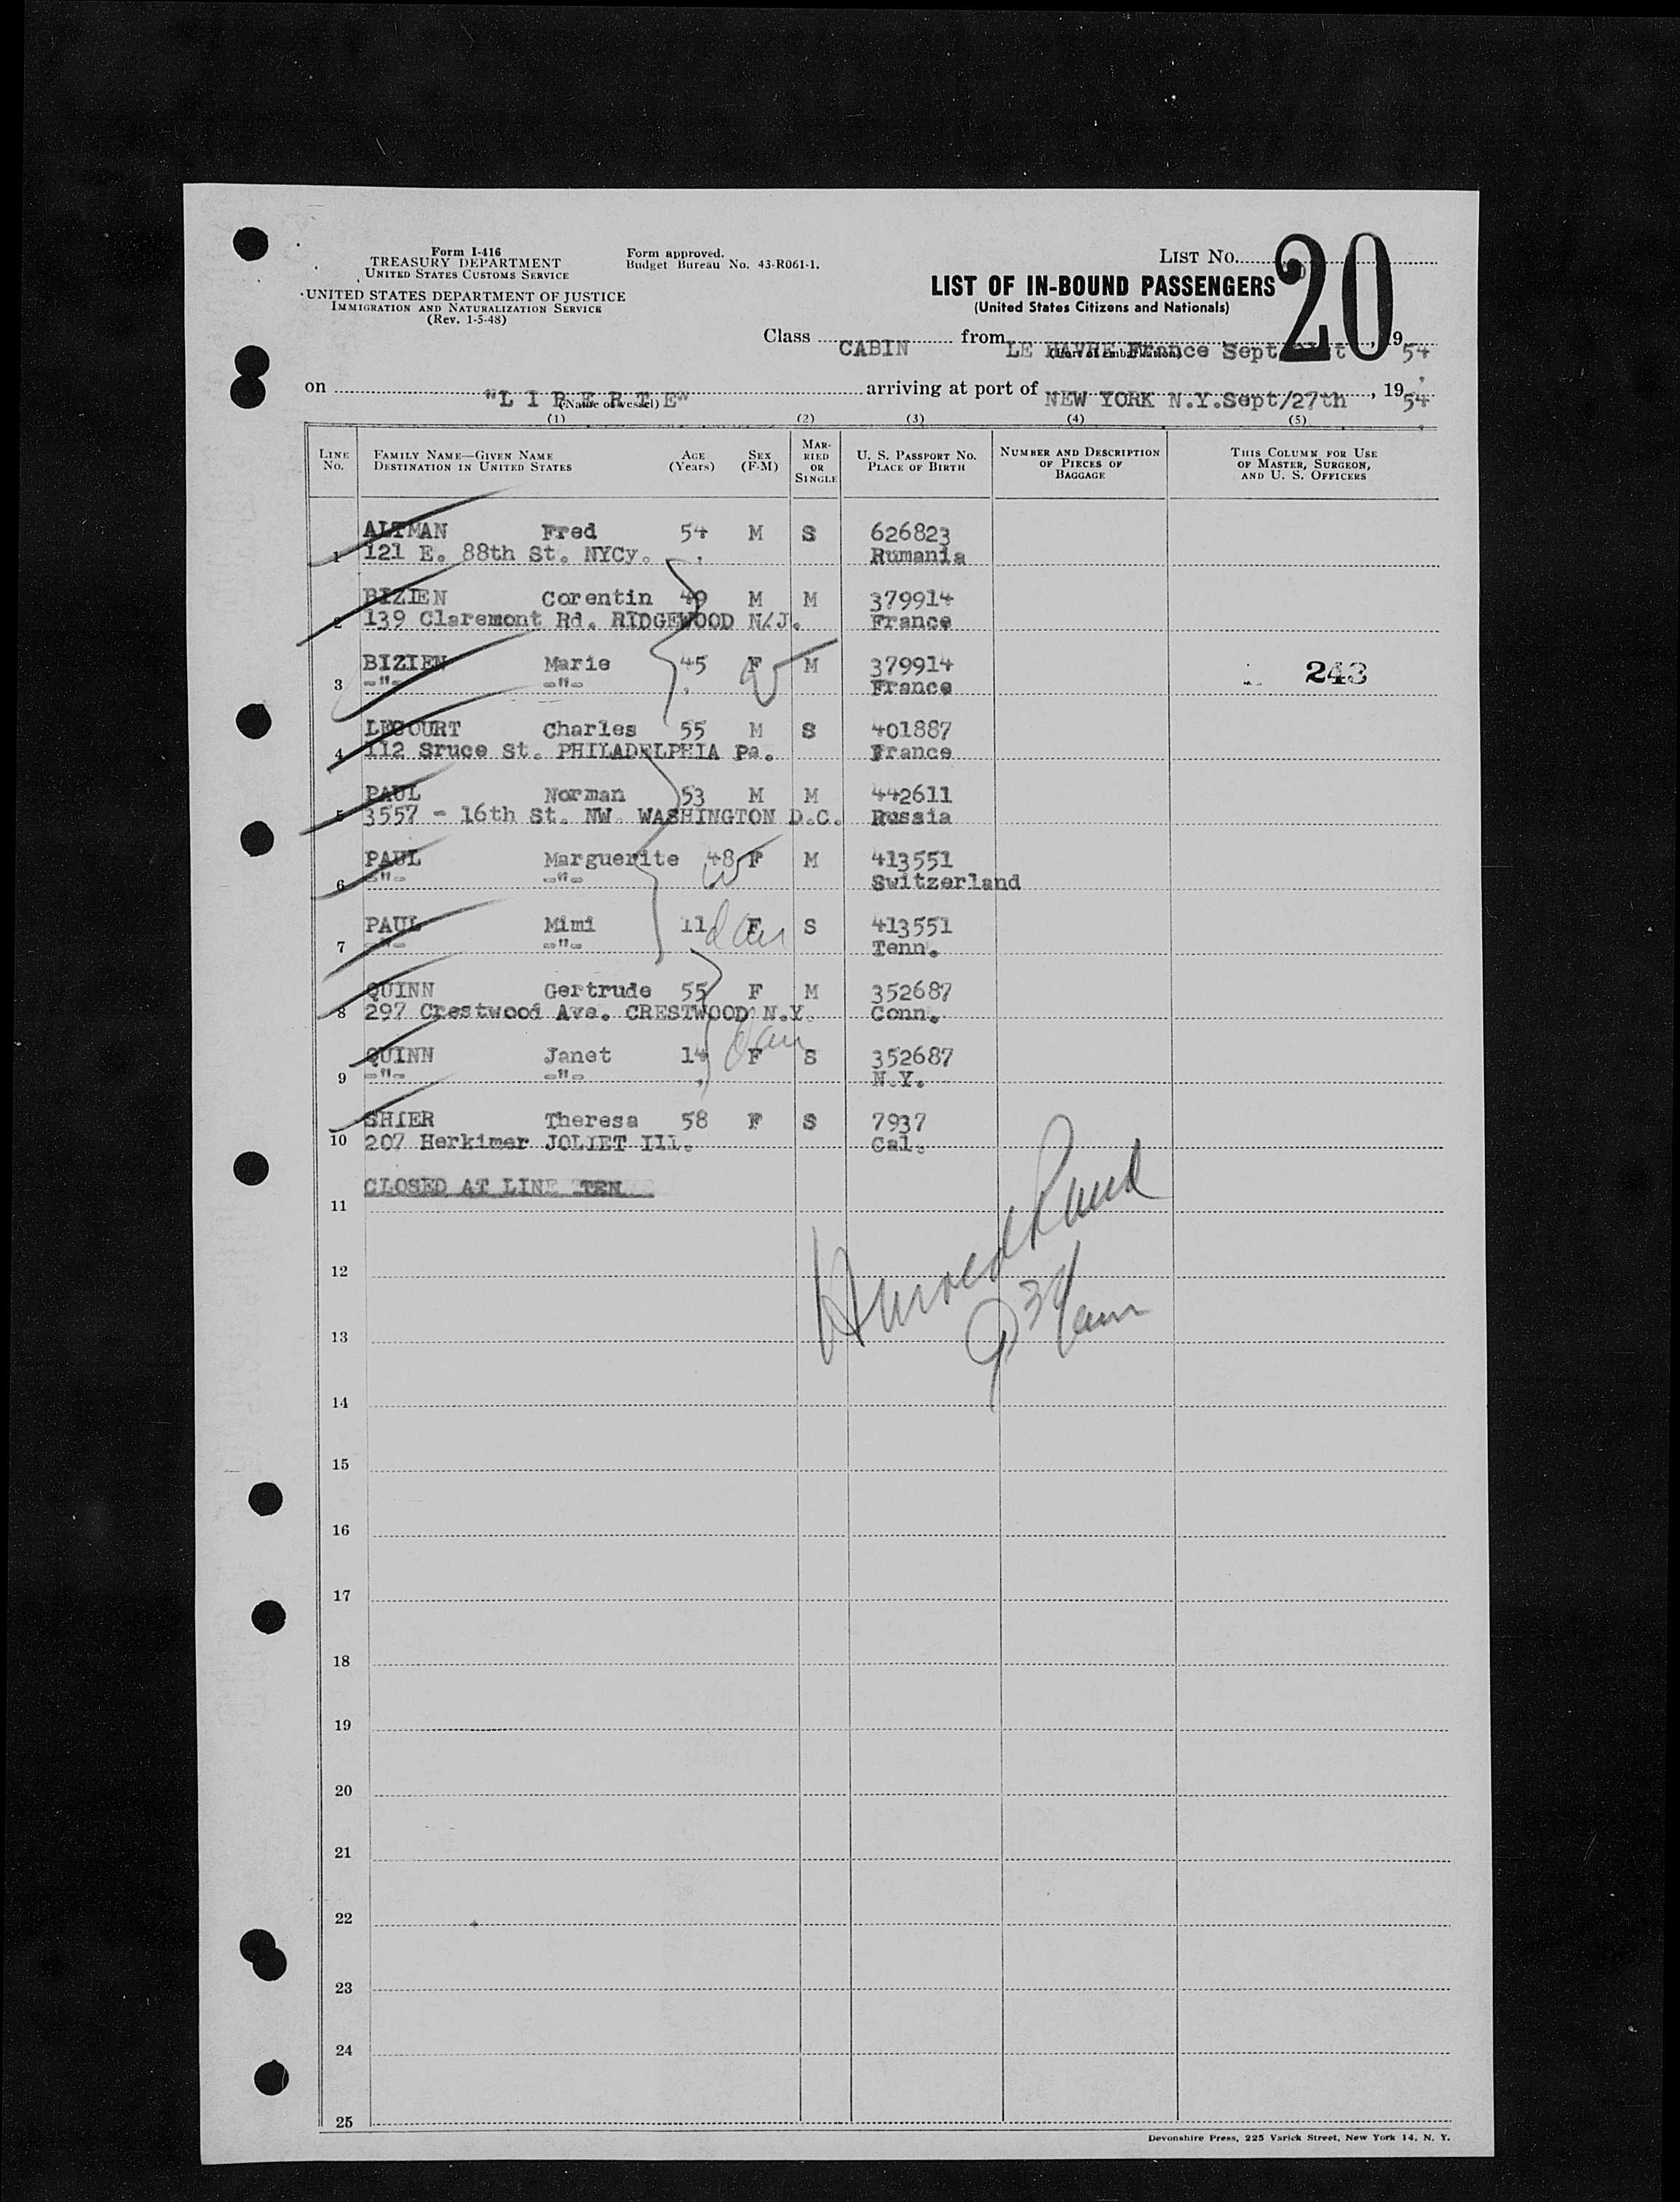 Form I-416
TREASURY DEPARTMENT
UNITED STATES CUSTOMS SERVICE
UNITED STATES DEPARTMENT OF JUSTICE
IMMIGRATION AND NATURALIZATION SERVICE
(Rev. 1-5-48)
Form approved.
Budget Bureau No. 43-R061-1.
LIST No. 20
LIST OF IN-BOUND PASSENGERS
(United States Citizens and Nationals)
Class CABIN from LE HAVRE France Sept , 1954
(Port of embarkation)
on "L I B E R T E" arriving at port of NEW YORK N.Y. Sept/27th, 1954
(Name of vessel)
(1) (2) (3) (4) (5)
LINE No. FAMILY NAME—GIVEN NAME DESTINATION IN UNITED STATES AGE (Years) SEX (F-M) MARRIED OR SINGLE U. S. PASSPORT NO. PLACE OF BIRTH NUMBER AND DESCRIPTION OF PIECES OF BAGGAGE THIS COLUMN FOR USE OF MASTER, SURGEON, AND U. S. OFFICERS
ALTMAN Fred 54 M S 626823
1 121 E. 88th St. NYCy. Rumania
BIZIEN Corentin 49 M M 379914
2 139 Claremont Rd. RIDGEWOOD N/J. France
BIZIEN Marie 45 F M 379914 243
3 -"- -"- France
LECOURT Charles 55 M S 401887
4 112 Sruce St. PHILADELPHIA Pa. France
PAUL Norman 53 M M 442611
5 3557 - 16th St. NW. WASHINGTON D.C. Russia
PAUL Marguerite 48 F M 413551
6 -"- -"- Switzerland
PAUL Mimi 11 F S 413551
7 -"- -"- Tenn.
QUINN Gertrude 55 F M 352687
8 297 Crestwood Ave. CRESTWOOD N.Y. Conn.
QUINN Janet 14 F S 352687
9 -"- -"- N.Y.
SHIER Theresa 58 F S 7937
10 207 Herkimer JOLIET Ill. Cal.
CLOSED AT LINE TEN
11
12
13
14
15
16
17
18
19
20
21
22
23
24
25
Devonshire Press, 225 Varick Street, New York 14, N. Y.